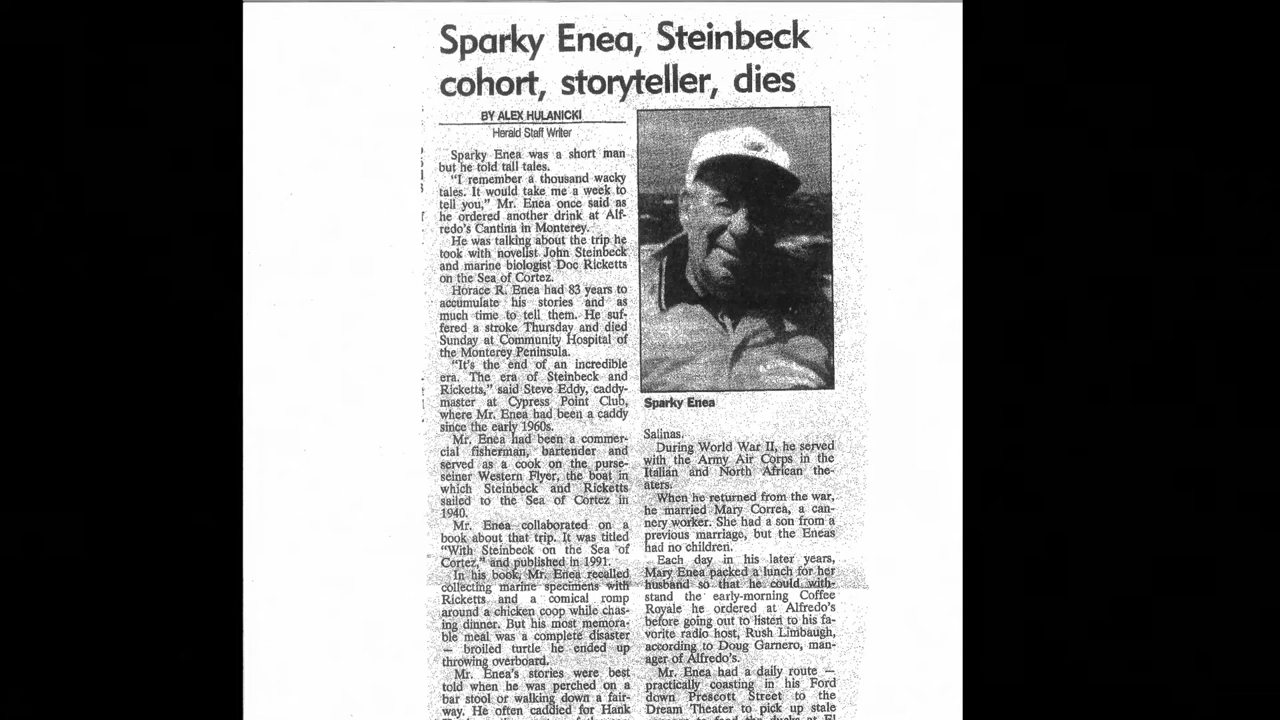 Sparky Enea, Steinbeck
cohort, storyteller, dies
BY ALEX HULANICKI
Herald Staff Writer
Sparky Enea was a short man
but he told tall tales.
"I remember a thousand wacky
tales. It would take me a week to
tell you," Mr. Enea once said as
he ordered another drink at Alf-
redo's Cantina in Monterey.
He was talking about the trip he
took with novelist John Steinbeck
and marine biologist Doc Ricketts
on the Sea of Cortez.
Horace R. Enea had 83 years to
accumulate his stories and as
much time to tell them. He suf-
fered a stroke Thursday and died
Sunday at Community Hospital of
the Monterey Peninsula.
"It's the end of an incredible
era. The era of Steinbeck and
Ricketts," said Steve Eddy, caddy-
master at Cypress Point Club,
where Mr. Enea had been a caddy
since the early 1960s.
Mr. Enea had been a commer-
cial fisherman, bartender and
served as a cook on the purse-
seiner Western Flyer, the boat in
which Steinbeck and Ricketts
sailed to the Sea of Cortez in
1940.
Mr. Enea collaborated on a
book about that trip. It was titled
"With Steinbeck on the Sea of
Cortez," and published in 1991.
In his book, Mr. Enea recalled
collecting marine specimens with
Ricketts and a comical romp
around a chicken coop while chas-
ing dinner. But his most memora-
ble meal was a complete disaster
— broiled turtle he ended up
throwing overboard.
Mr. Enea's stories were best
told when he was perched on a
bar stool or walking down a fair-
way. He often caddied for Hank
Sparky Enea
Salinas.
During World War II, he served
with the Army Air Corps in the
Italian and North African the-
aters.
When he returned from the war,
he married Mary Correa, a can-
nery worker. She had a son from a
previous marriage, but the Eneas
had no children.
Each day in his later years,
Mary Enea packed a lunch for her
husband so that he could with-
stand the early-morning Coffee
Royale he ordered at Alfredo's
before going out to listen to his fa-
vorite radio host, Rush Limbaugh,
according to Doug Garnero, man-
ager of Alfredo's.
Mr. Enea had a daily route —
practically coasting in his Ford
down Prescott Street to the
Dream Theater to pick up stale